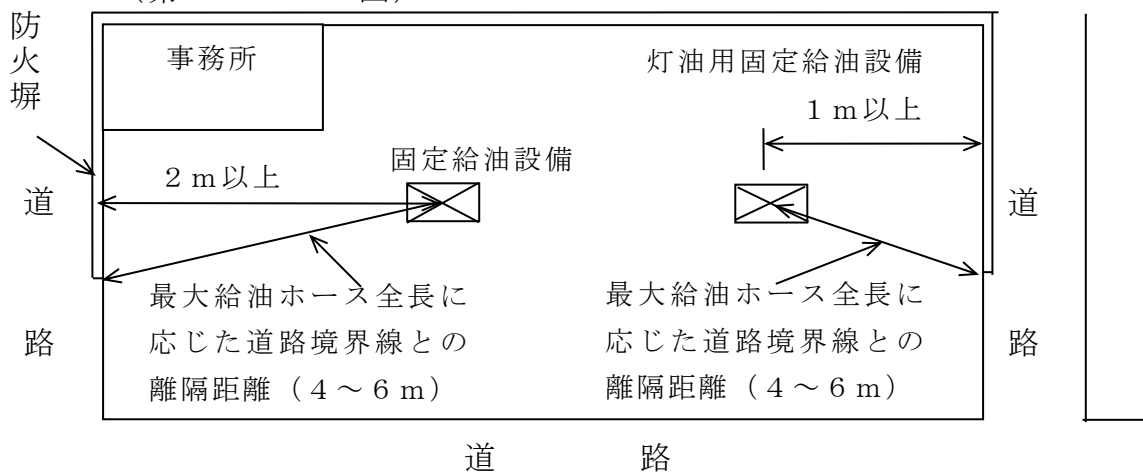 防火塀
事務所
灯油用固定給油設備
1m以上
固定給油設備
2m以上
道
路
道
路
最大給油ホース全長に
応じた道路境界線との
離隔距離（4～6m）
最大給油ホース全長に
応じた道路境界線との
離隔距離（4～6m）
道 路